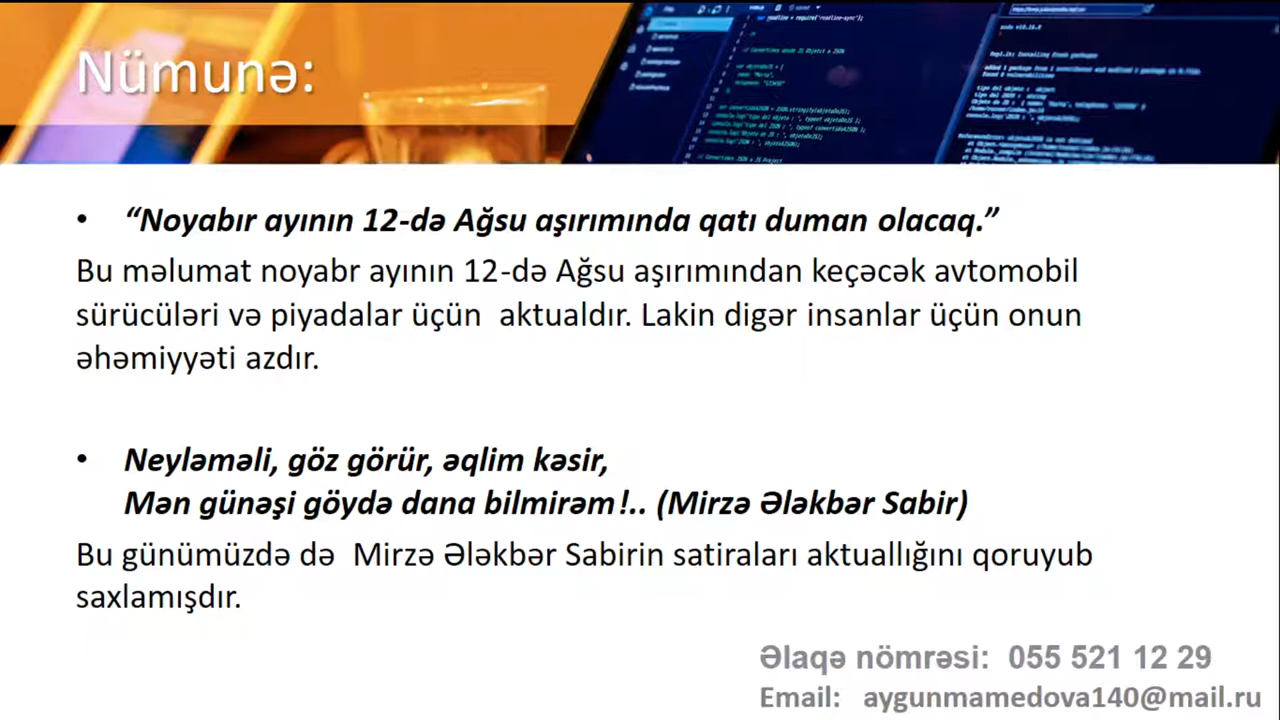 Nümunə:
• “Noyabır ayının 12-də Ağsu aşırımında qatı duman olacaq.”
Bu məlumat noyabr ayının 12-də Ağsu aşırımından keçəcək avtomobil
sürücüləri və piyadalar üçün aktualdır. Lakin digər insanlar üçün onun
əhəmiyyəti azdır.
• Neyləməli, göz görür, əqlim kəsir,
Mən günəşi göydə dana bilmirəm!.. (Mirzə Ələkbər Sabir)
Bu günümüzdə də Mirzə Ələkbər Sabirin satiraları aktuallığını qoruyub
saxlamışdır.
Əlaqə nömrəsi: 055 521 12 29
Email: aygunmamedova140@mail.ru